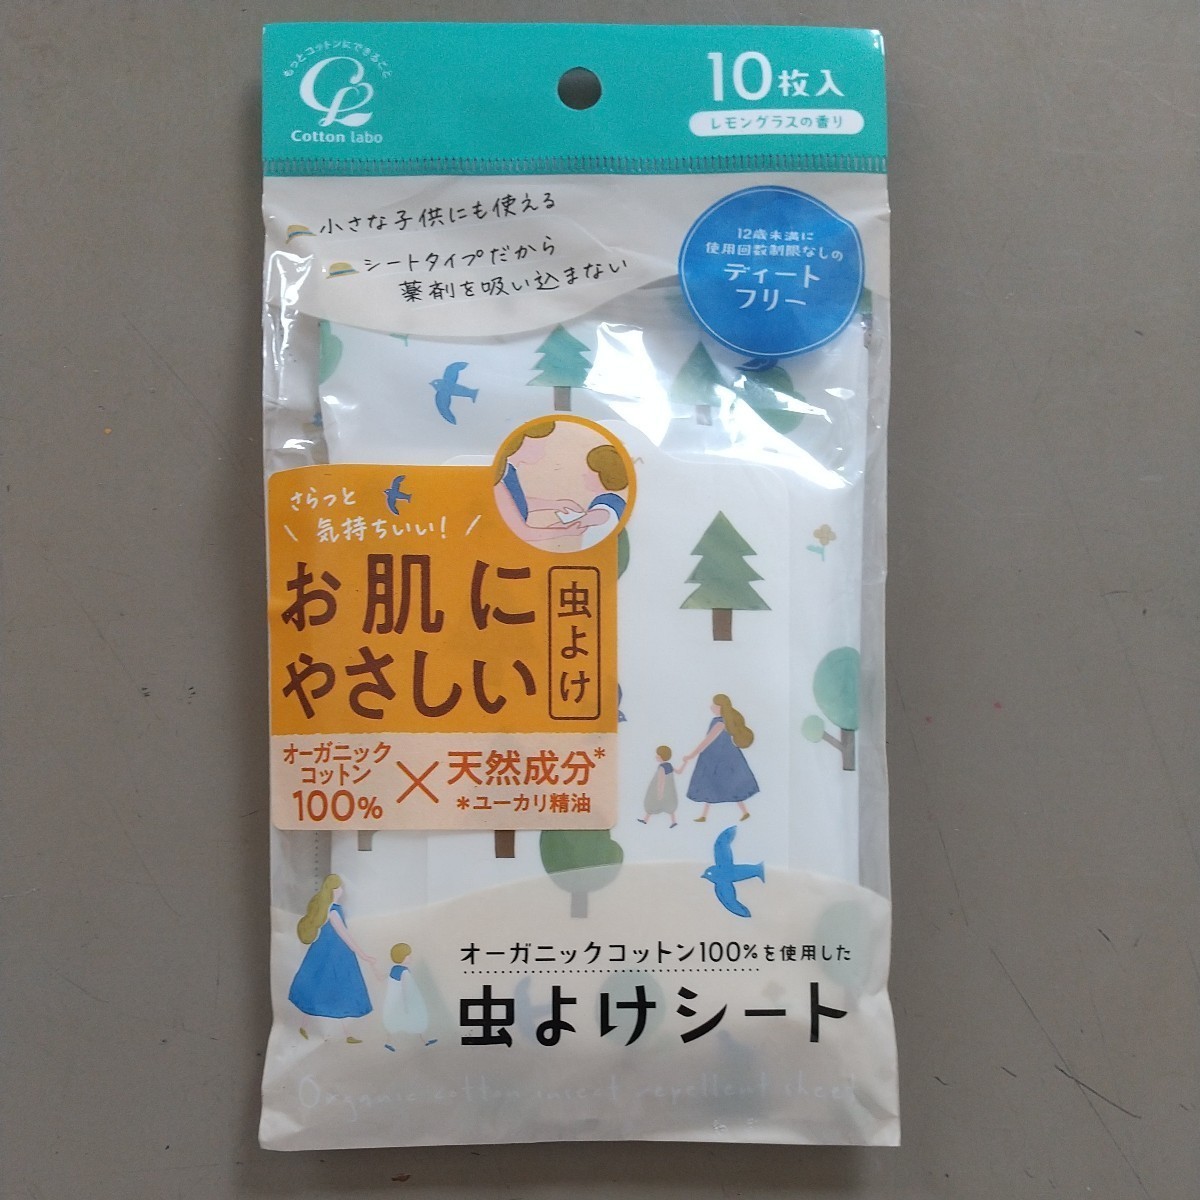 もっとコットンにできること
Cotton labo
10枚入
レモングラスの香り
小さな子供にも使える
シートタイプだから
薬剤を吸い込まない
12歳未満に
使用回数制限なしの
ディート
フリー
さらっと
気持ちいい!
お肌に
やさしい
虫よけ
オーガニック
コットン
100%
×
天然成分*
*ユーカリ精油
オーガニックコットン100%を使用した
虫よけシート
Organic cotton insect repellent sheet